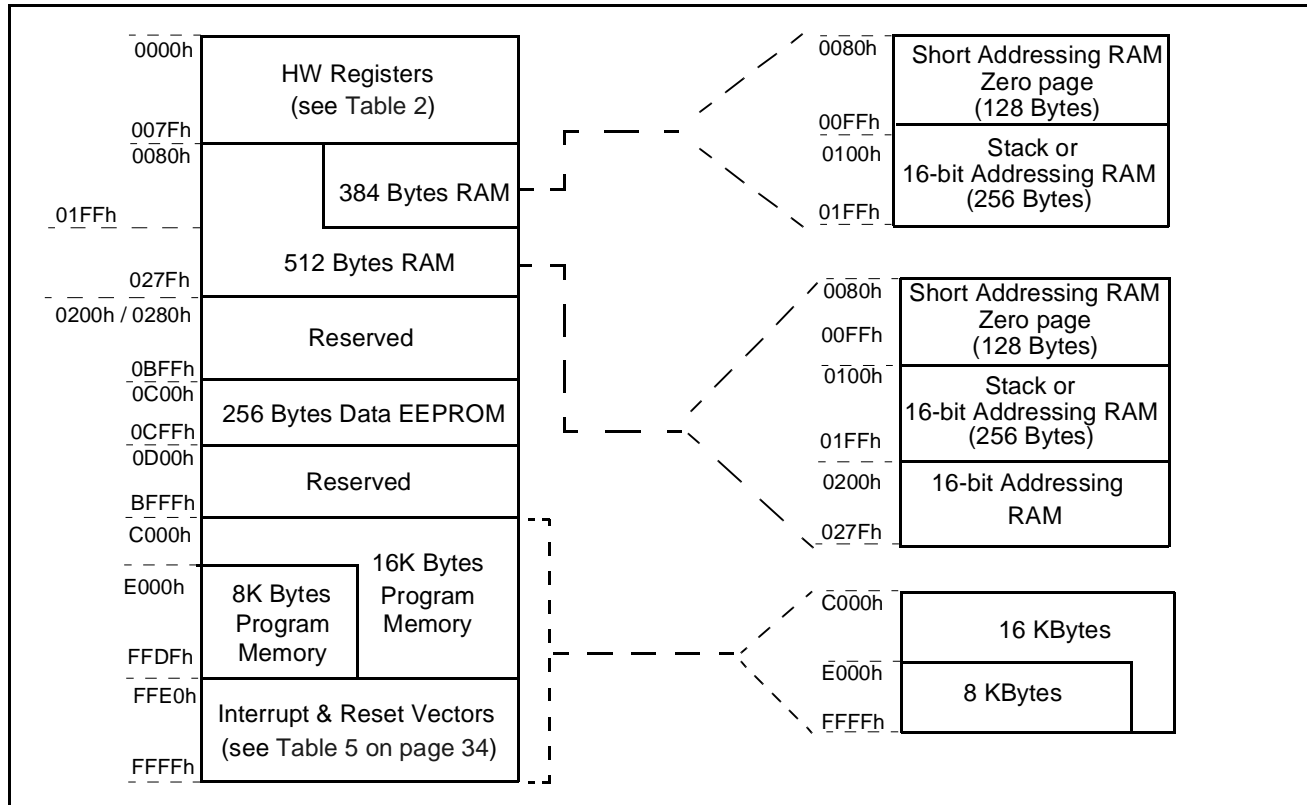 0000h
HW Registers
(see Table 2)
007Fh
0080h
384 Bytes RAM
01FFh
512 Bytes RAM
027Fh
0200h / 0280h
Reserved
0BFFh
0C00h
256 Bytes Data EEPROM
0CFFh
0D00h
Reserved
BFFFh
C000h
16K Bytes
Program
Memory
E000h
8K Bytes
Program
Memory
FFDFh
FFE0h
Interrupt & Reset Vectors
(see Table 5 on page 34)
FFFFh
0080h
Short Addressing RAM
Zero page
(128 Bytes)
00FFh
0100h
Stack or
16-bit Addressing RAM
(256 Bytes)
01FFh
0080h
Short Addressing RAM
Zero page
(128 Bytes)
00FFh
0100h
Stack or
16-bit Addressing RAM
(256 Bytes)
01FFh
0200h
16-bit Addressing
RAM
027Fh
C000h
16 KBytes
E000h
8 KBytes
FFFFh